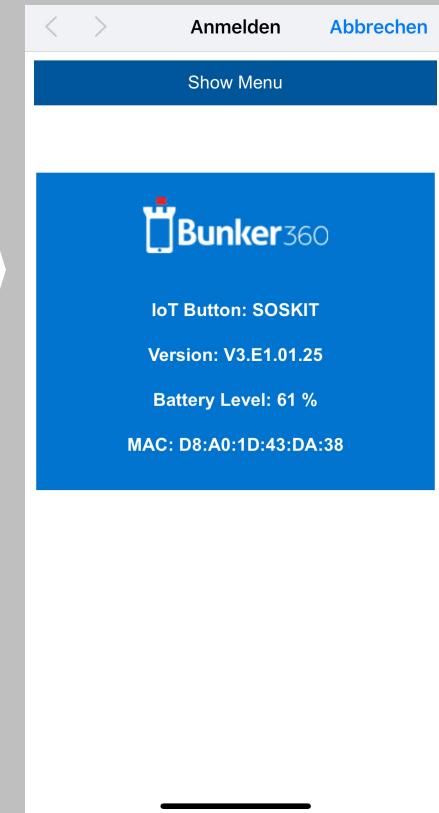 Anmelden Abbrechen
Show Menu
Bunker360
IoT Button: SOSKIT
Version: V3.E1.01.25
Battery Level: 61 %
MAC: D8:A0:1D:43:DA:38